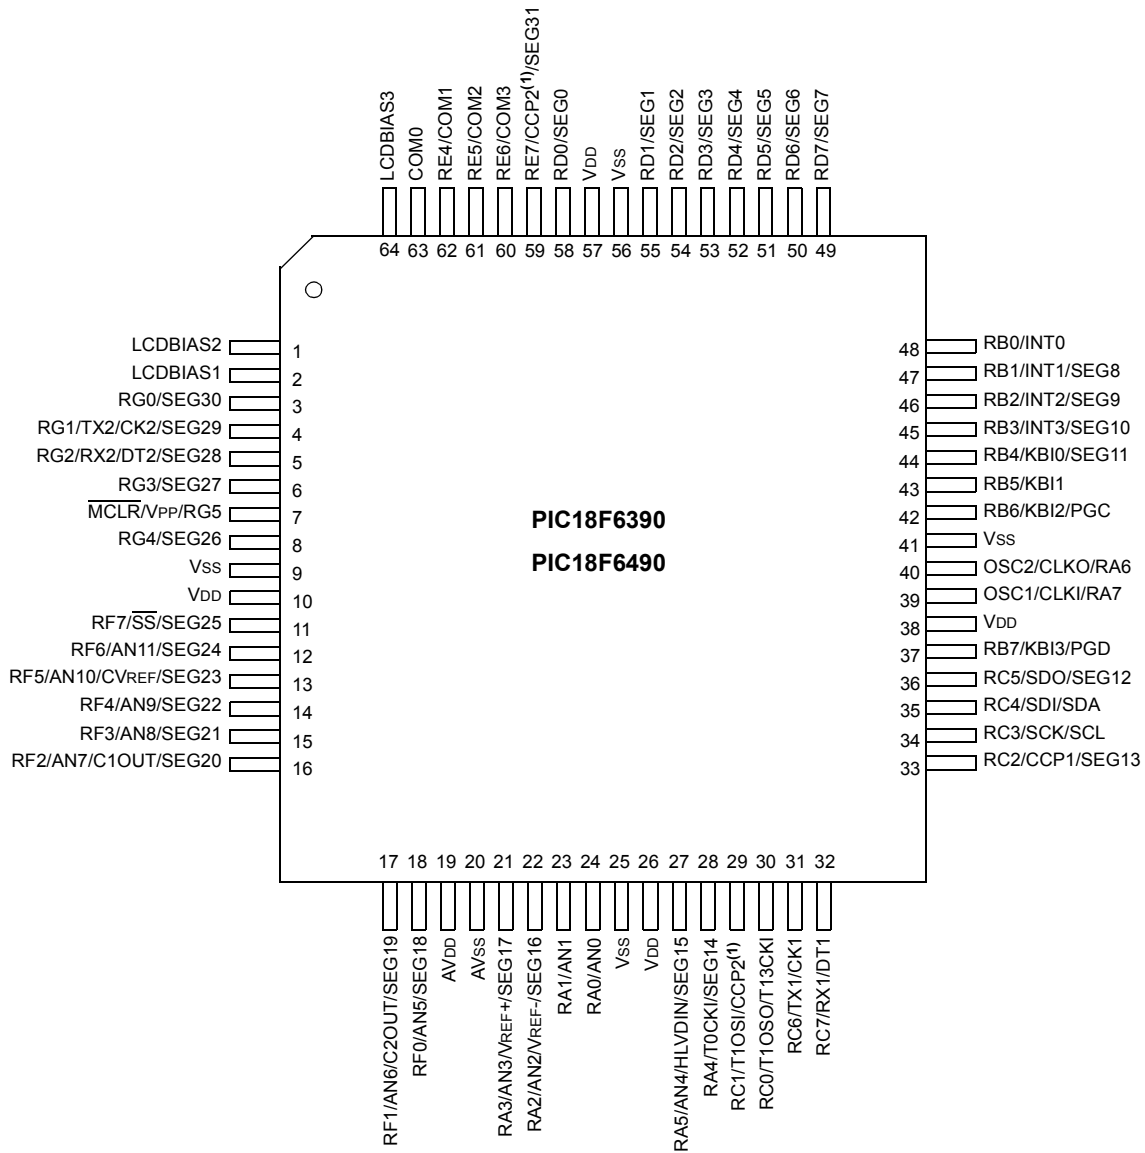 LCDBIAS3
COM0
RE4/COM1
RE5/COM2
RE6/COM3
RE7/CCP2(1)/SEG31
RD0/SEG0
VDD
VSS
RD1/SEG1
RD2/SEG2
RD3/SEG3
RD4/SEG4
RD5/SEG5
RD6/SEG6
RD7/SEG7
64 63 62 61 60 59 58 57 56 55 54 53 52 51 50 49
LCDBIAS2 1
LCDBIAS1 2
RG0/SEG30 3
RG1/TX2/CK2/SEG29 4
RG2/RX2/DT2/SEG28 5
RG3/SEG27 6
MCLR/VPP/RG5 7
RG4/SEG26 8
VSS 9
VDD 10
RF7/SS/SEG25 11
RF6/AN11/SEG24 12
RF5/AN10/CVREF/SEG23 13
RF4/AN9/SEG22 14
RF3/AN8/SEG21 15
RF2/AN7/C1OUT/SEG20 16
PIC18F6390
PIC18F6490
48 RB0/INT0
47 RB1/INT1/SEG8
46 RB2/INT2/SEG9
45 RB3/INT3/SEG10
44 RB4/KBI0/SEG11
43 RB5/KBI1
42 RB6/KBI2/PGC
41 VSS
40 OSC2/CLKO/RA6
39 OSC1/CLKI/RA7
38 VDD
37 RB7/KBI3/PGD
36 RC5/SDO/SEG12
35 RC4/SDI/SDA
34 RC3/SCK/SCL
33 RC2/CCP1/SEG13
17 18 19 20 21 22 23 24 25 26 27 28 29 30 31 32
RF1/AN6/C2OUT/SEG19
RF0/AN5/SEG18
AVDD
AVSS
RA3/AN3/VREF+/SEG17
RA2/AN2/VREF-/SEG16
RA1/AN1
RA0/AN0
VSS
VDD
RA5/AN4/HLVDIN/SEG15
RA4/T0CKI/SEG14
RC1/T1OSI/CCP2(1)
RC0/T1OSO/T13CKI
RC6/TX1/CK1
RC7/RX1/DT1